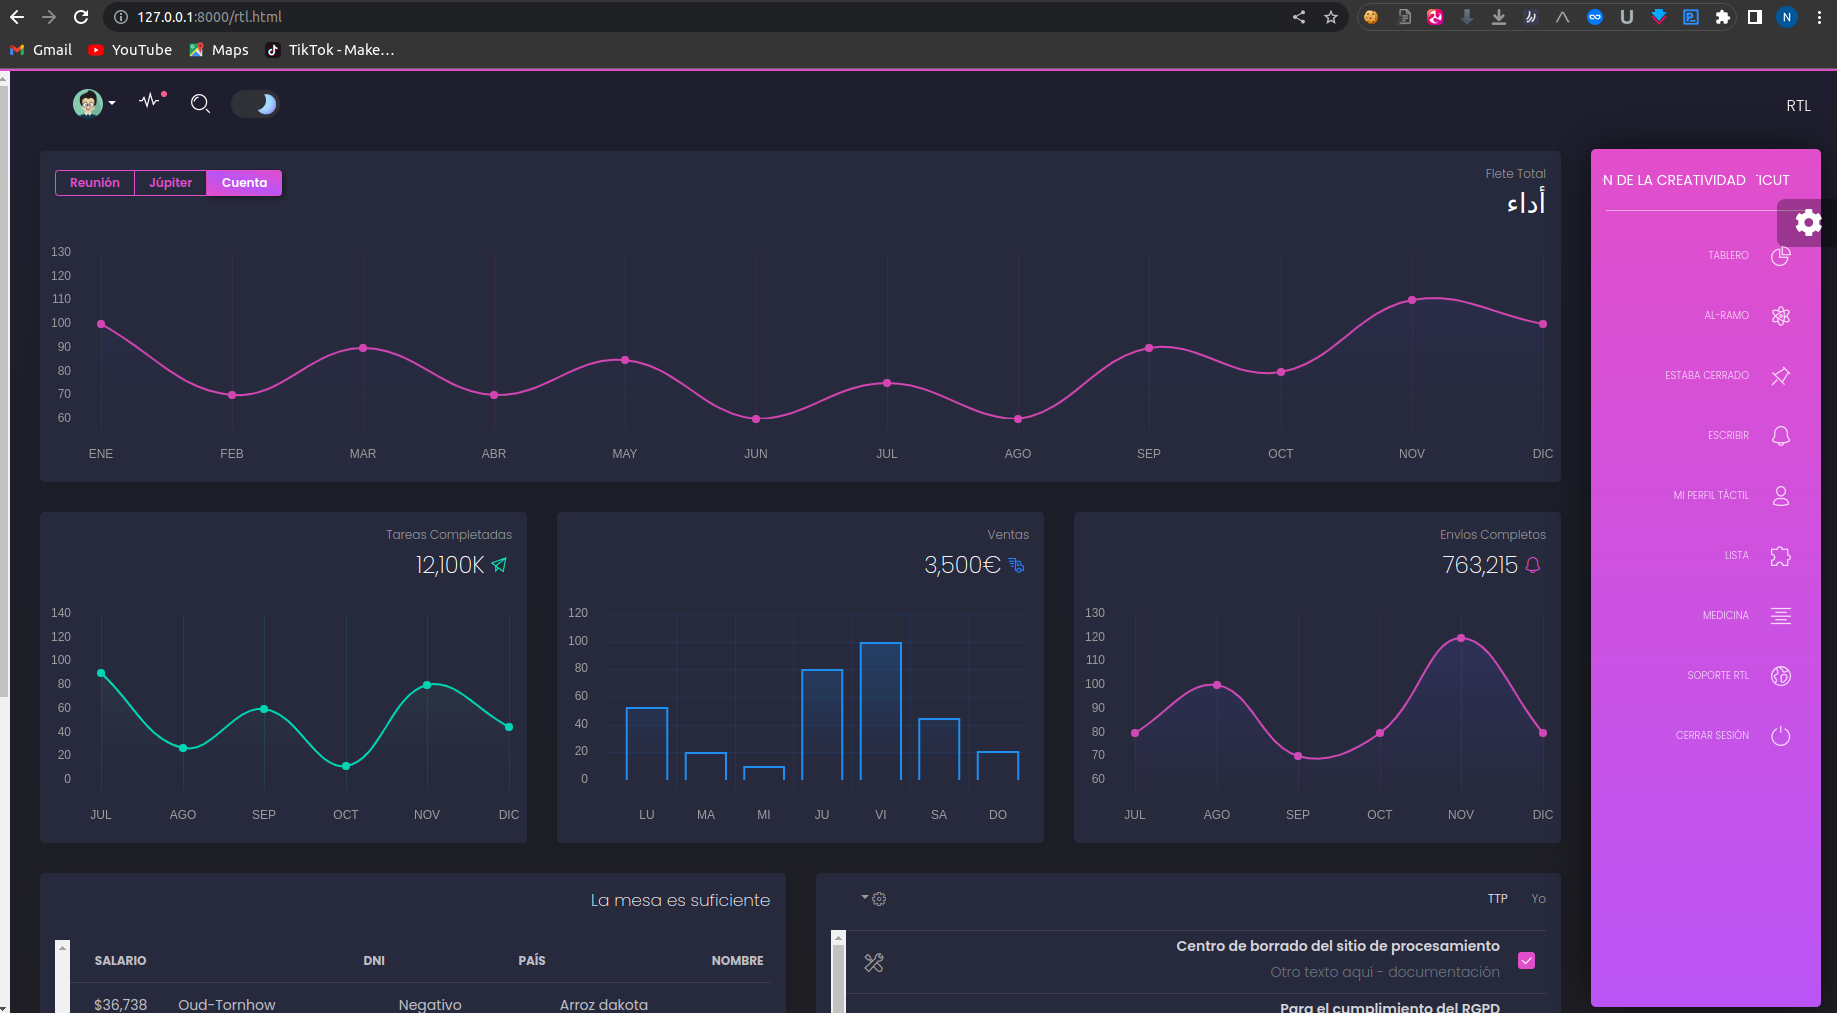 127.0.0.1:8000/rtl.html
N
Gmail
YouTube
Maps
TikTok - Make…
RTL
Reunión
Júpiter
Cuenta
Flete Total
أداء
130
120
110
100
90
80
70
60
ENE FEB MAR ABR MAY JUN JUL AGO SEP OCT NOV DIC
Tareas Completadas
12,100K
140
120
100
80
60
40
20
0
JUL AGO SEP OCT NOV DIC
Ventas
3,500€
120
100
80
60
40
20
0
LU MA MI JU VI SA DO
Envíos Completos
763,215
130
120
110
100
90
80
70
60
JUL AGO SEP OCT NOV DIC
La mesa es suficiente
SALARIO DNI PAÍS NOMBRE
$36,738 Oud-Tornhow Negativo Arroz dakota
TTP Yo
Centro de borrado del sitio de procesamiento
Otro texto aquí - documentación
Para el cumplimiento del RGPD
N DE LA CREATIVIDAD ICUT
TABLERO
AL-RAMO
ESTABA CERRADO
ESCRIBIR
MI PERFIL TÁCTIL
LISTA
MEDICINA
SOPORTE RTL
CERRAR SESIÓN